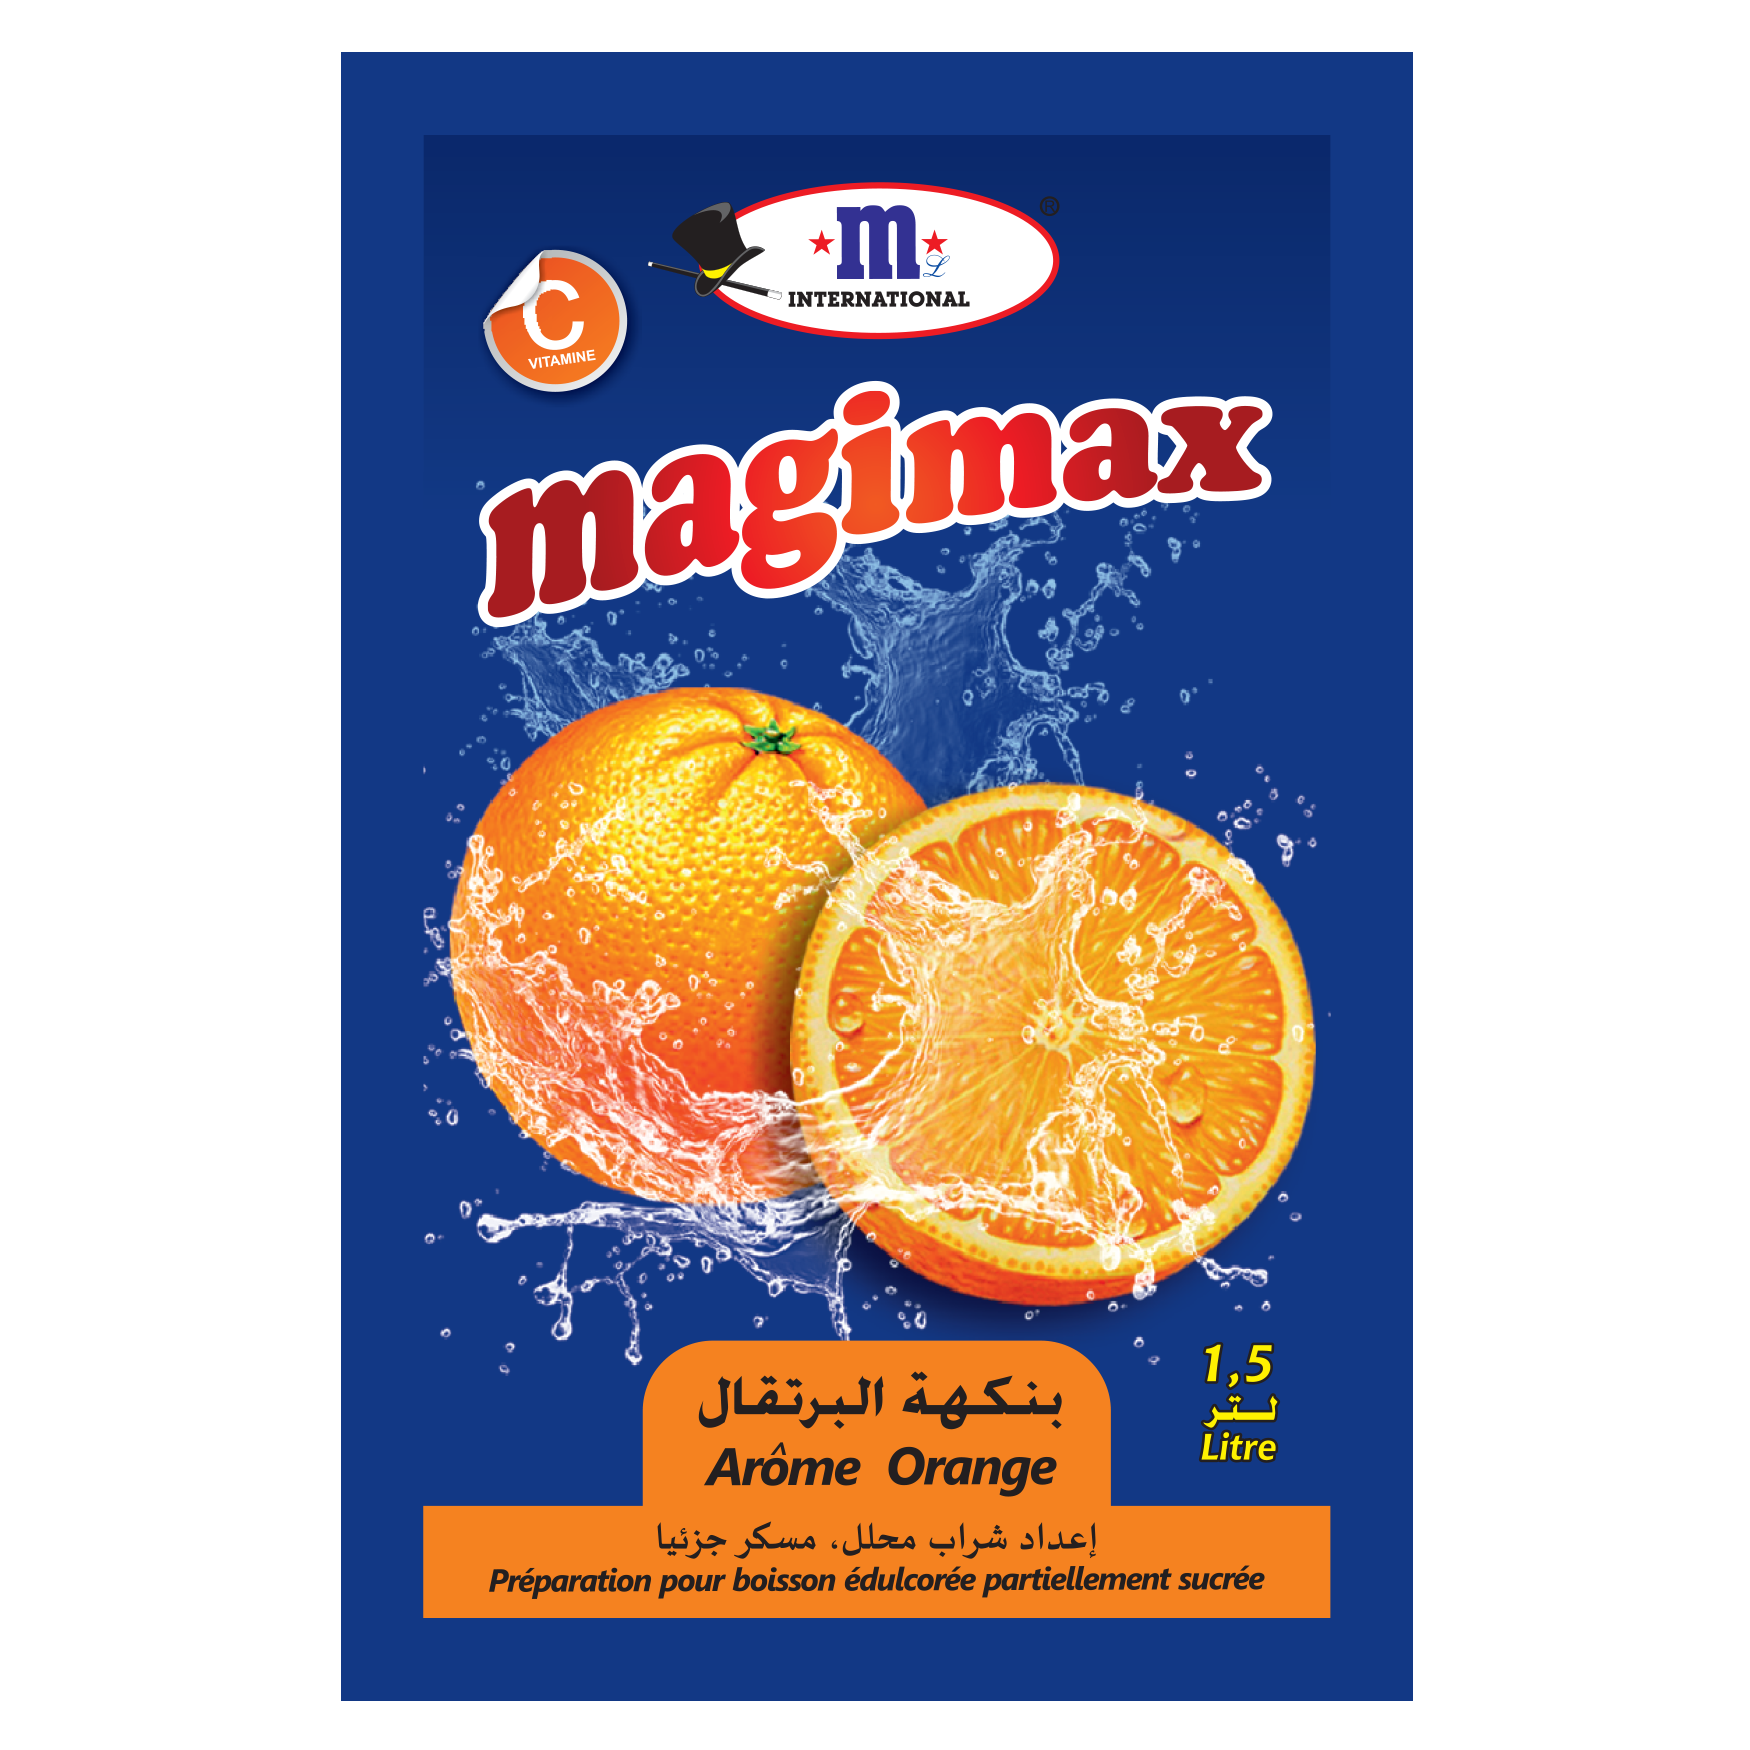 m
L
INTERNATIONAL
®
C
VITAMINE
magimax
بنكهة البرتقال
Arôme Orange
1,5
لتر
Litre
إعداد شراب محلل، مسكر جزئيا
Préparation pour boisson édulcorée partiellement sucrée